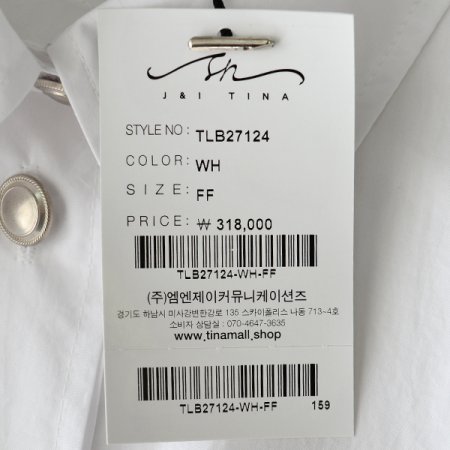 J & I TINA
STYLE NO : TLB27124
COLOR: WH
SIZE: FF
PRICE: ₩ 318,000
TLB27124-WH-FF
(주)엠엔제이커뮤니케이션즈
경기도 하남시 미사강변한강로 135 스카이폴리스 나동 713~4호
소비자 상담실 : 070-4647-3635
www.tinamall.shop
TLB27124-WH-FF 159